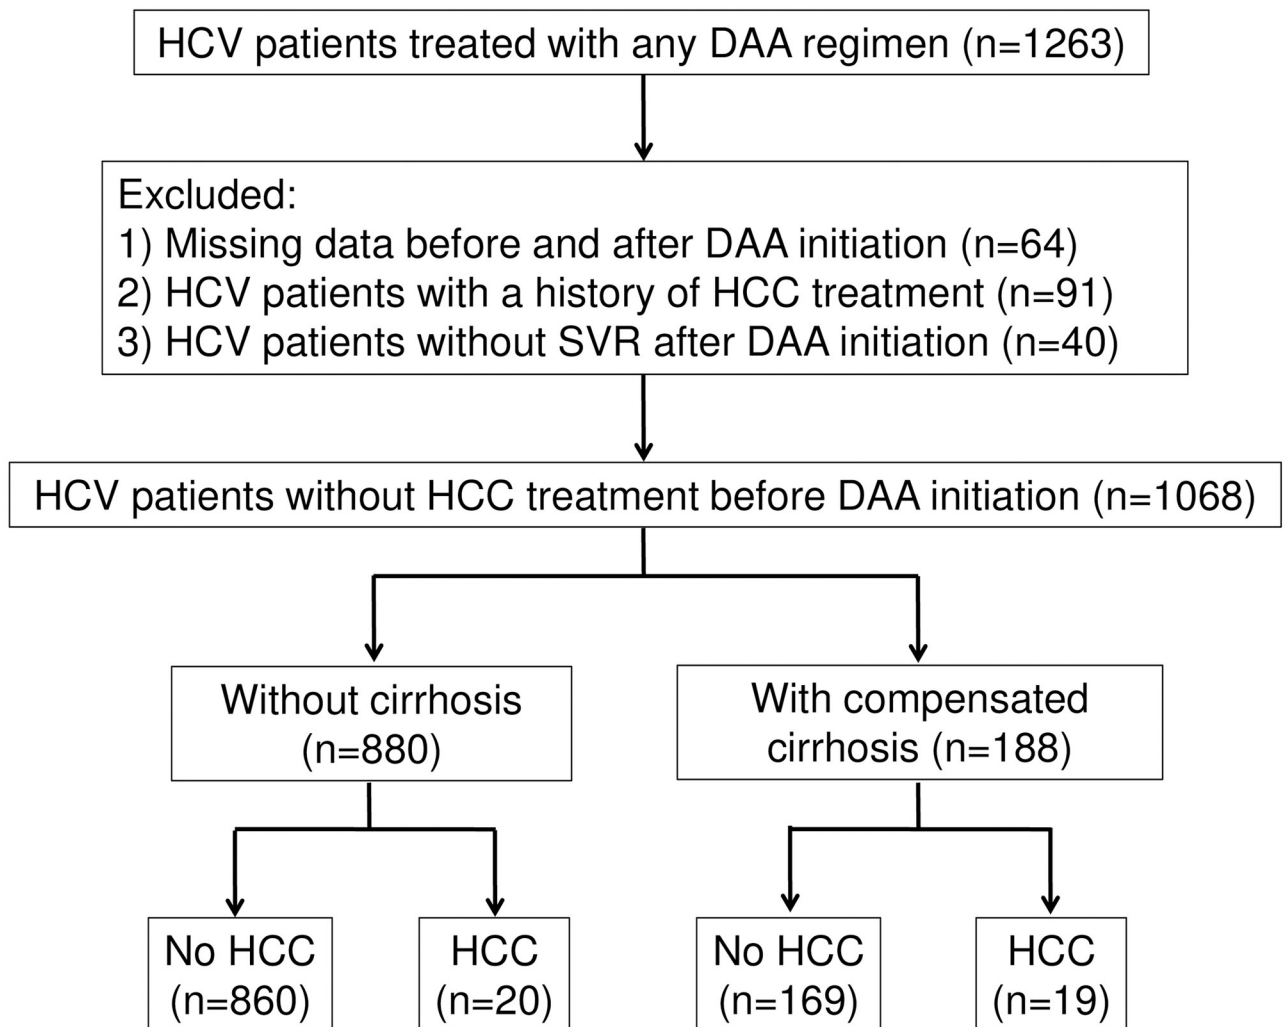 HCV patients treated with any DAA regimen (n=1263)
Excluded:
1) Missing data before and after DAA initiation (n=64)
2) HCV patients with a history of HCC treatment (n=91)
3) HCV patients without SVR after DAA initiation (n=40)
HCV patients without HCC treatment before DAA initiation (n=1068)
Without cirrhosis
(n=880)
With compensated
cirrhosis (n=188)
No HCC
(n=860)
HCC
(n=20)
No HCC
(n=169)
HCC
(n=19)